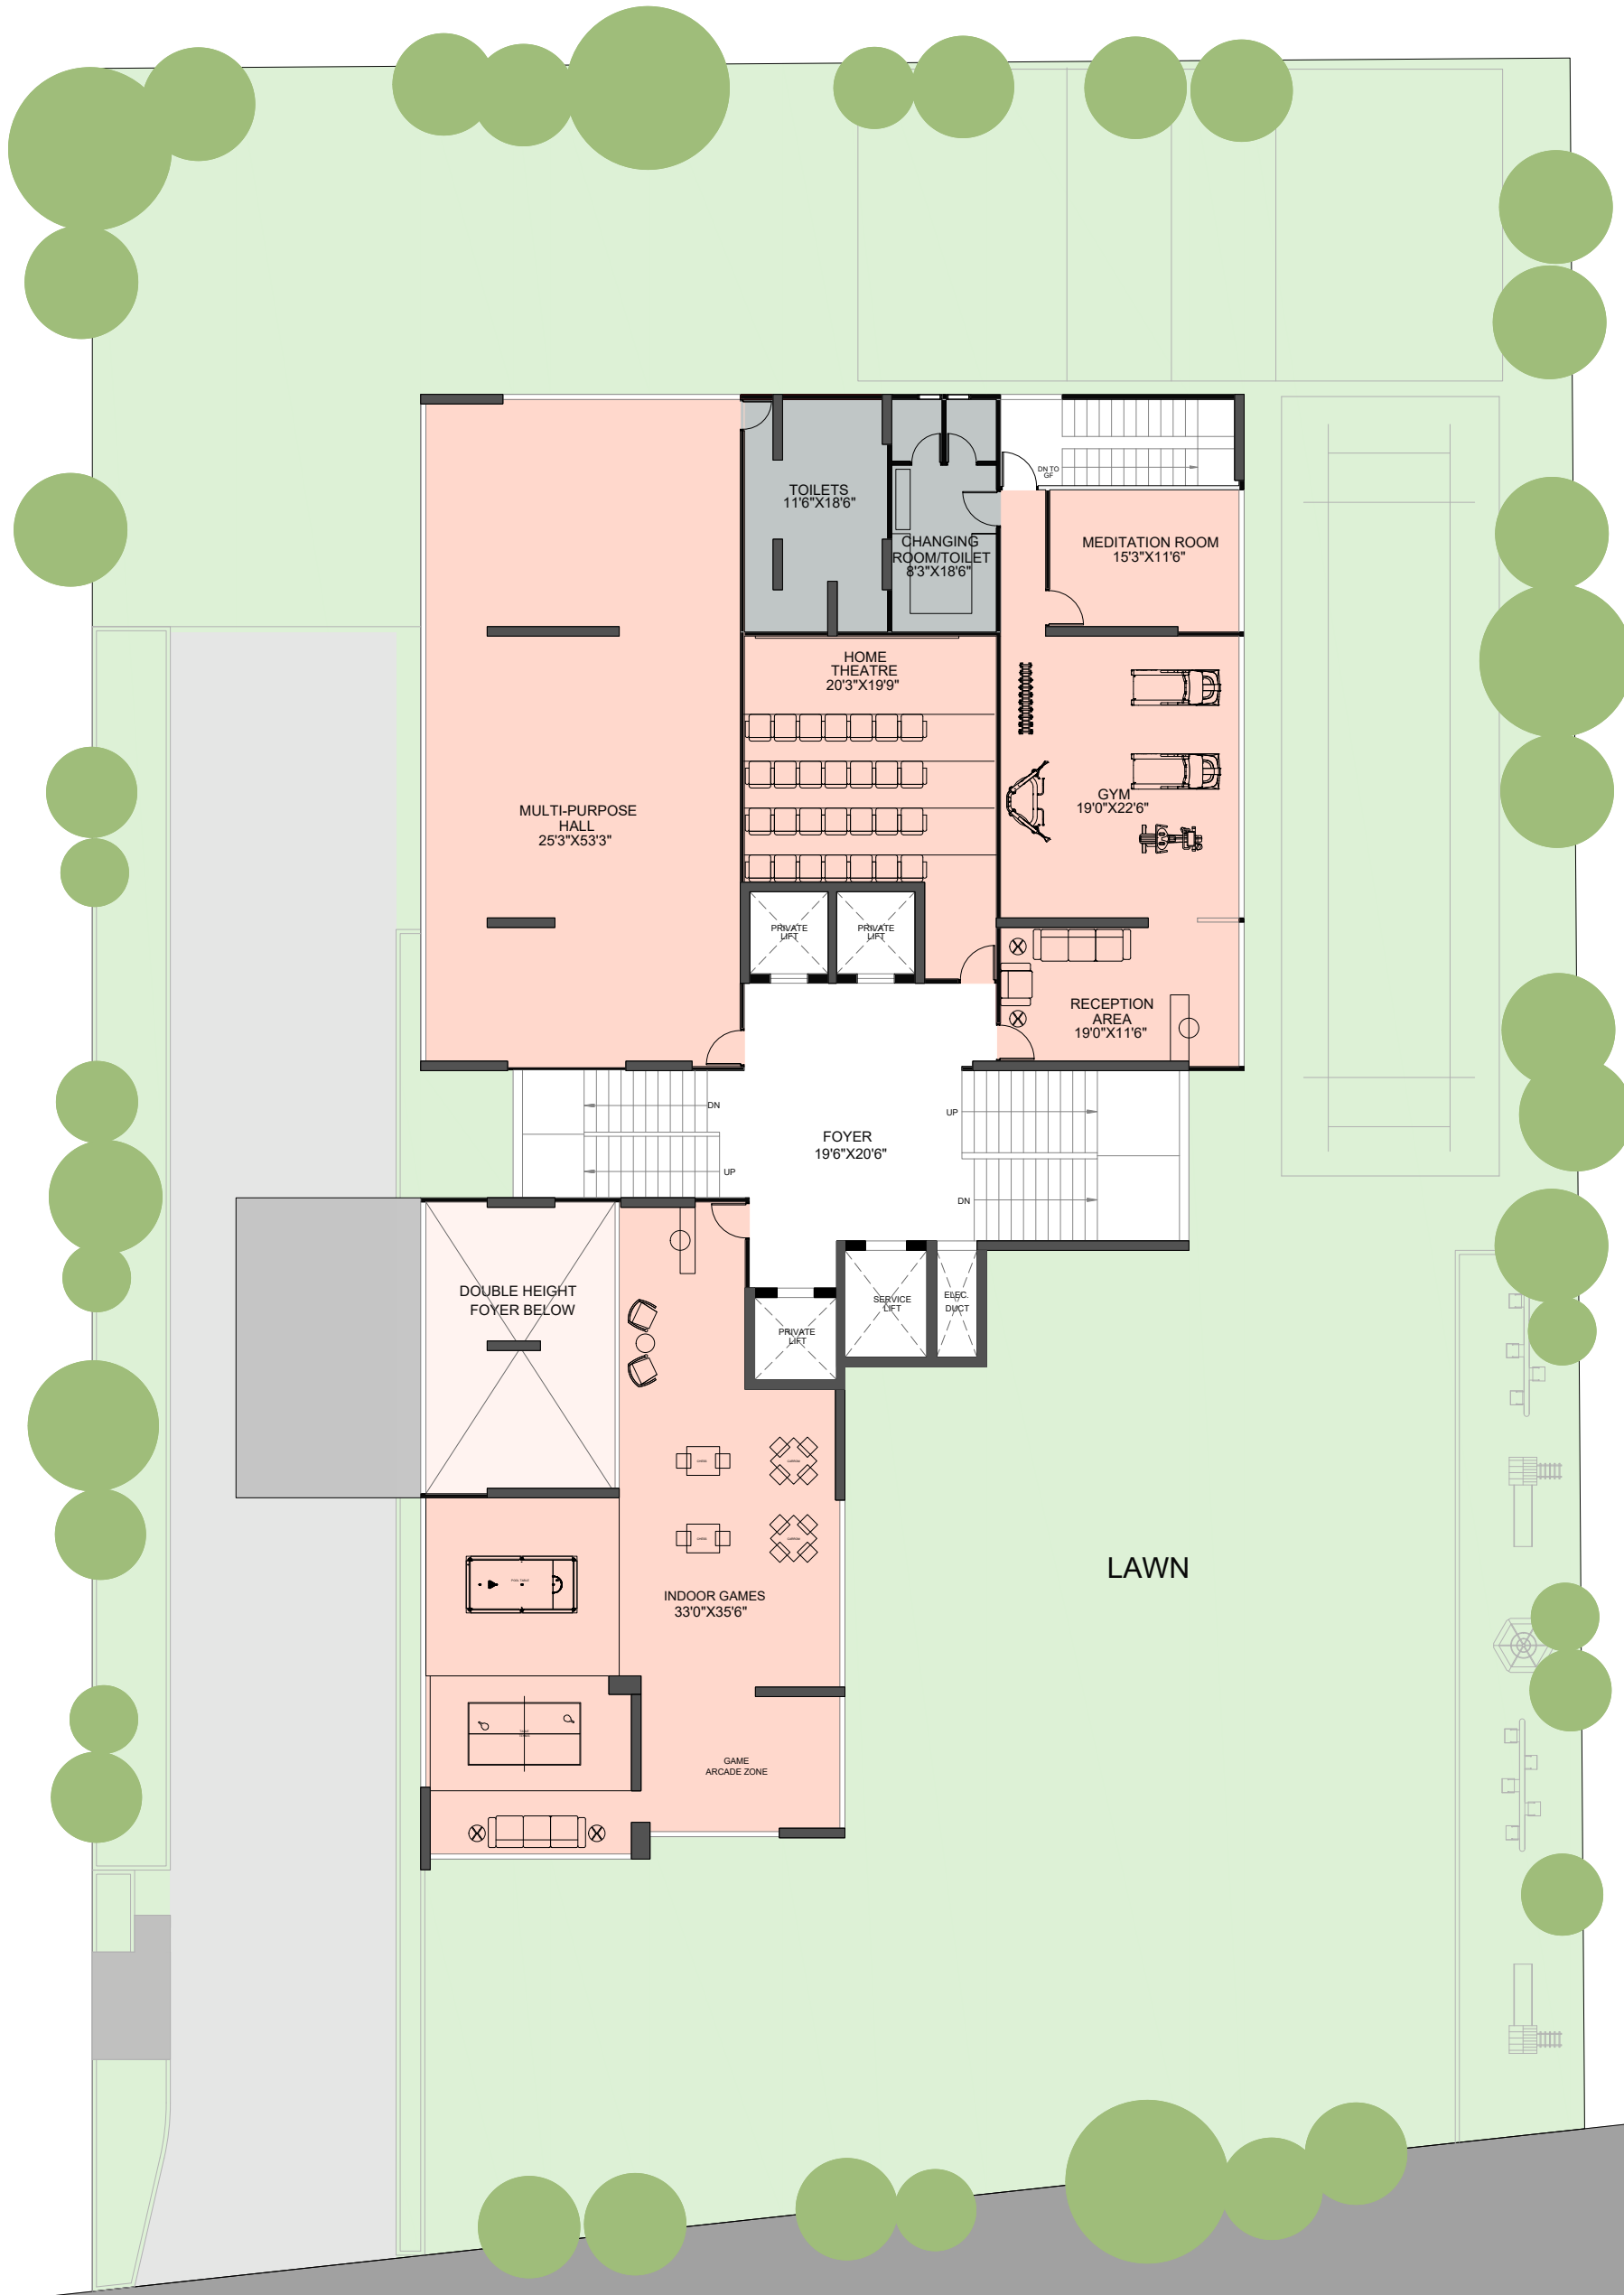 DN TO
GF
TOILETS
11'6"X18'6"
CHANGING
ROOM/TOILET
8'3"X18'6"
MEDITATION ROOM
15'3"X11'6"
HOME
THEATRE
20'3"X19'9"
MULTI-PURPOSE
HALL
25'3"X53'3"
GYM
19'0"X22'6"
PRIVATE
LIFT
PRIVATE
LIFT
RECEPTION
AREA
19'0"X11'6"
DN
UP
FOYER
19'6"X20'6"
UP
DN
DOUBLE HEIGHT
FOYER BELOW
SERVICE
LIFT
ELEC.
DUCT
PRIVATE
LIFT
LAWN
POOL TABLE
INDOOR GAMES
33'0"X35'6"
GAME
ARCADE ZONE